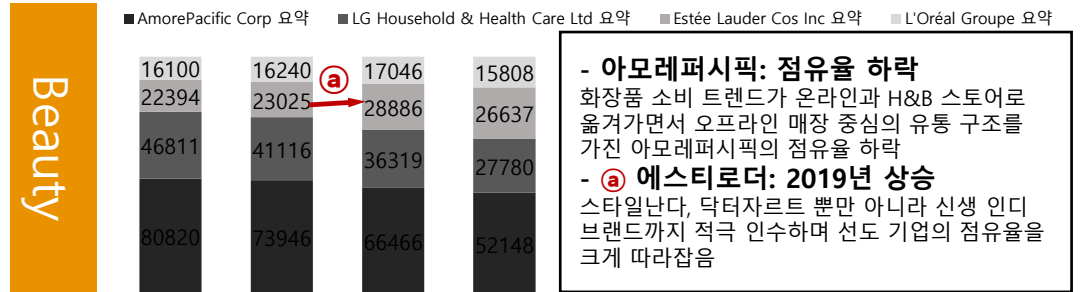 ■AmorePacific Corp 요약 ■LG Household & Health Care Ltd 요약 ■Estée Lauder Cos Inc 요약 ■L'Oréal Groupe 요약
Beauty
16100 16240 17046 15808
ⓐ
22394 23025 28886 26637
46811 41116 36319 27780
80820 73946 66466 52148
- 아모레퍼시픽: 점유율 하락
화장품 소비 트렌드가 온라인과 H&B 스토어로
옮겨가면서 오프라인 매장 중심의 유통 구조를
가진 아모레퍼시픽의 점유율 하락
- ⓐ 에스티로더: 2019년 상승
스타일난다, 닥터자르트 뿐만 아니라 신생 인디
브랜드까지 적극 인수하며 선도 기업의 점유율을
크게 따라잡음